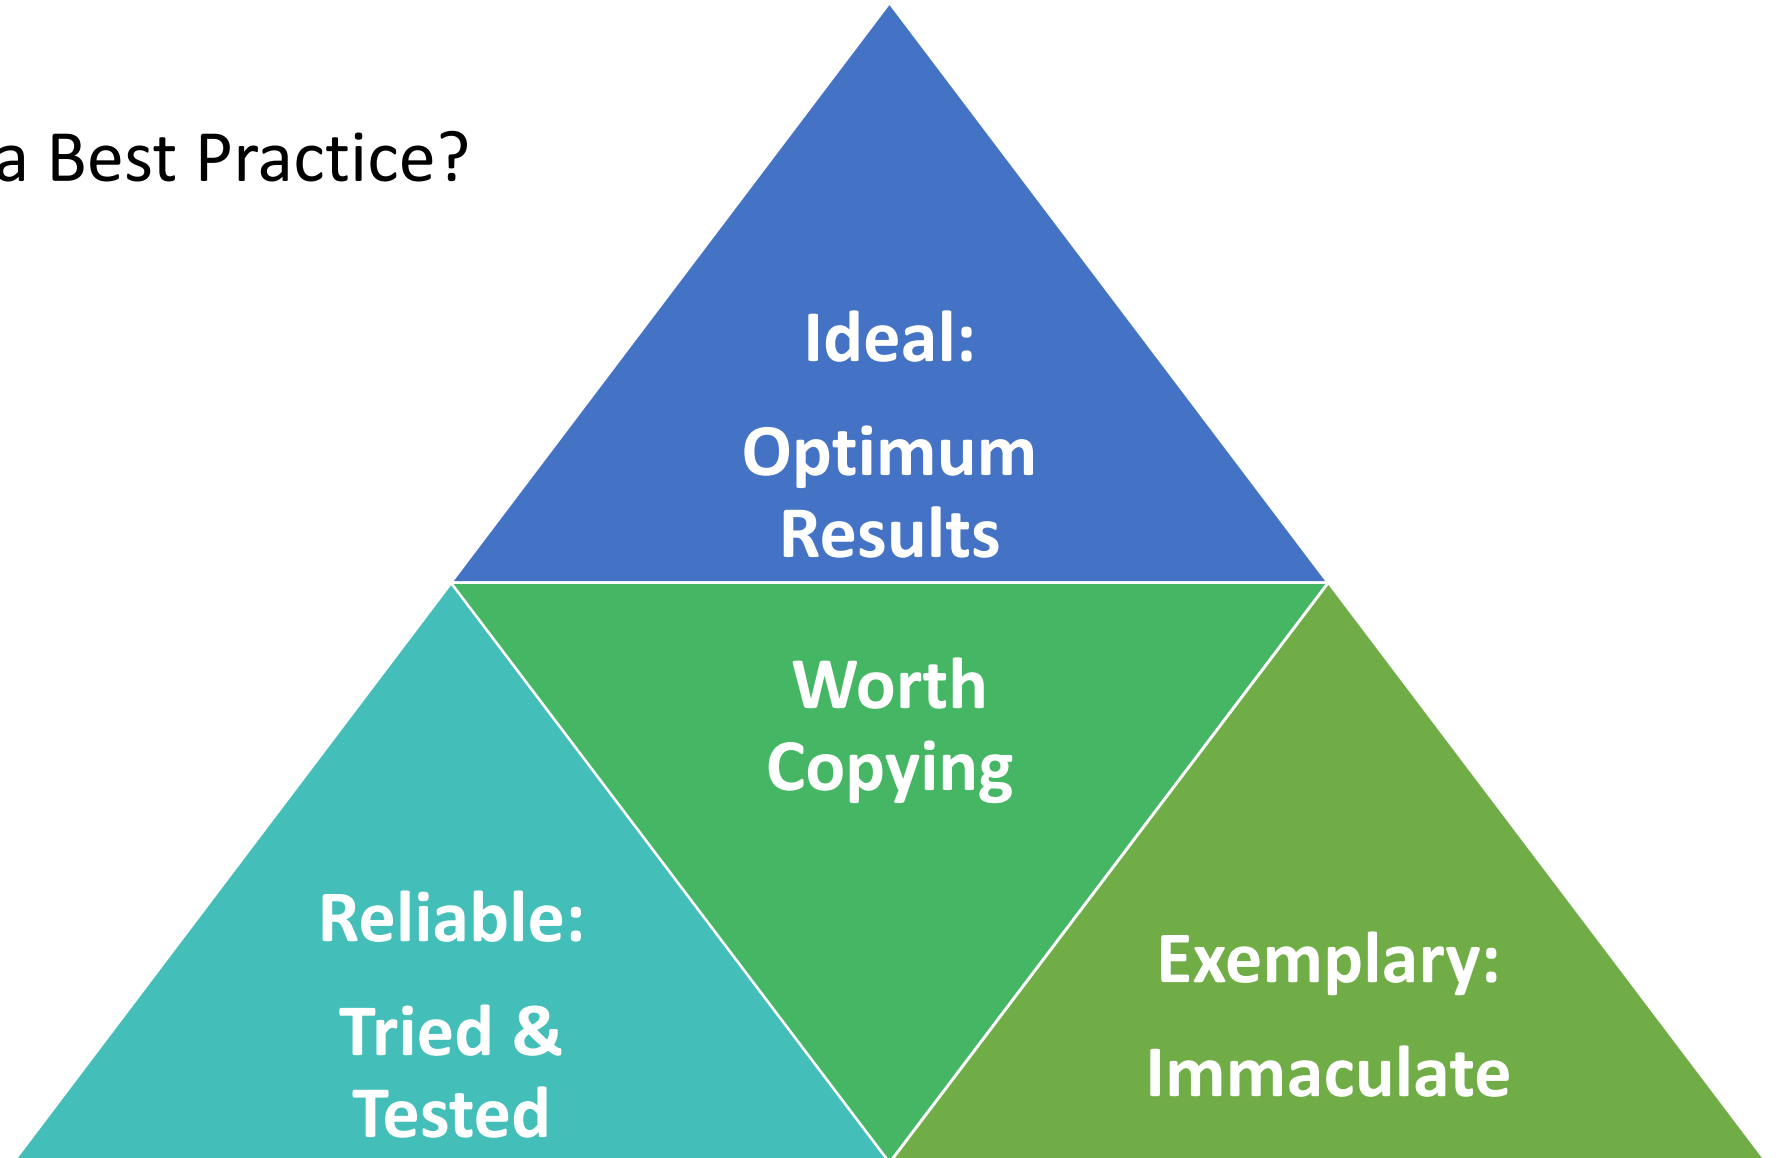 a Best Practice?
Ideal:
Optimum
Results
Worth
Copying
Reliable:
Tried &
Tested
Exemplary:
Immaculate